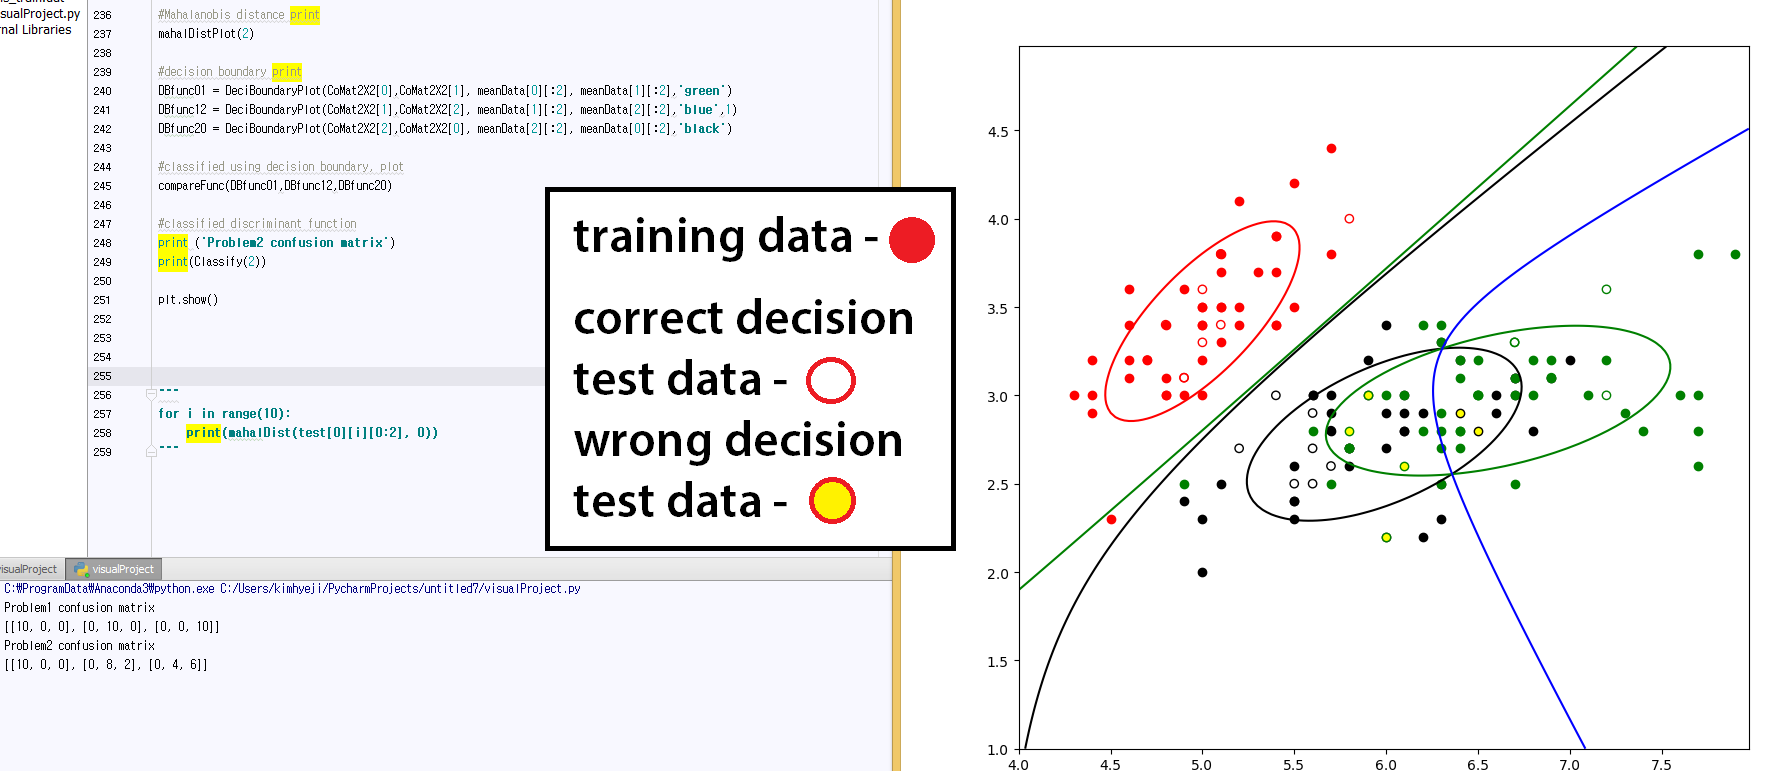 isualProject.py
rnal Libraries
236 #Mahalanobis distance print
237 mahalDistPlot(2)
238
239 #decision boundary print
240 DBfunc01 = DeciBoundaryPlot(CoMat2X2[0],CoMat2X2[1], meanData[0][:2], meanData[1][:2],'green')
241 DBfunc12 = DeciBoundaryPlot(CoMat2X2[1],CoMat2X2[2], meanData[1][:2], meanData[2][:2],'blue',1)
242 DBfunc20 = DeciBoundaryPlot(CoMat2X2[2],CoMat2X2[0], meanData[2][:2], meanData[0][:2],'black')
243
244 #classified using decision boundary, plot
245 compareFunc(DBfunc01,DBfunc12,DBfunc20)
246
247 #classified discriminant function
248 print ('Problem2 confusion matrix')
249 print(Classify(2))
250
251 plt.show()
252
253
254
255
256 '''
257 for i in range(10):
258 print(mahalDist(test[0][i][0:2], 0))
259 '''
training data -
correct decision
test data -
wrong decision
test data -
isualProject
visualProject
C:₩ProgramData₩Anaconda3₩python.exe C:/Users/kimhyeji/PycharmProjects/untitled7/visualProject.py
Problem1 confusion matrix
[[10, 0, 0], [0, 10, 0], [0, 0, 10]]
Problem2 confusion matrix
[[10, 0, 0], [0, 8, 2], [0, 4, 6]]
4.5
4.0
3.5
3.0
2.5
2.0
1.5
1.0
4.0 4.5 5.0 5.5 6.0 6.5 7.0 7.5